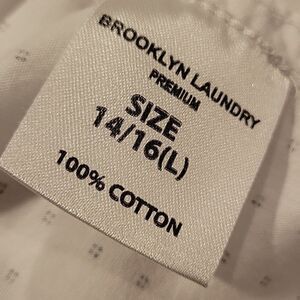 BROOKLYN LAUNDRY
PREMIUM
SIZE
14/16(L)
100% COTTON